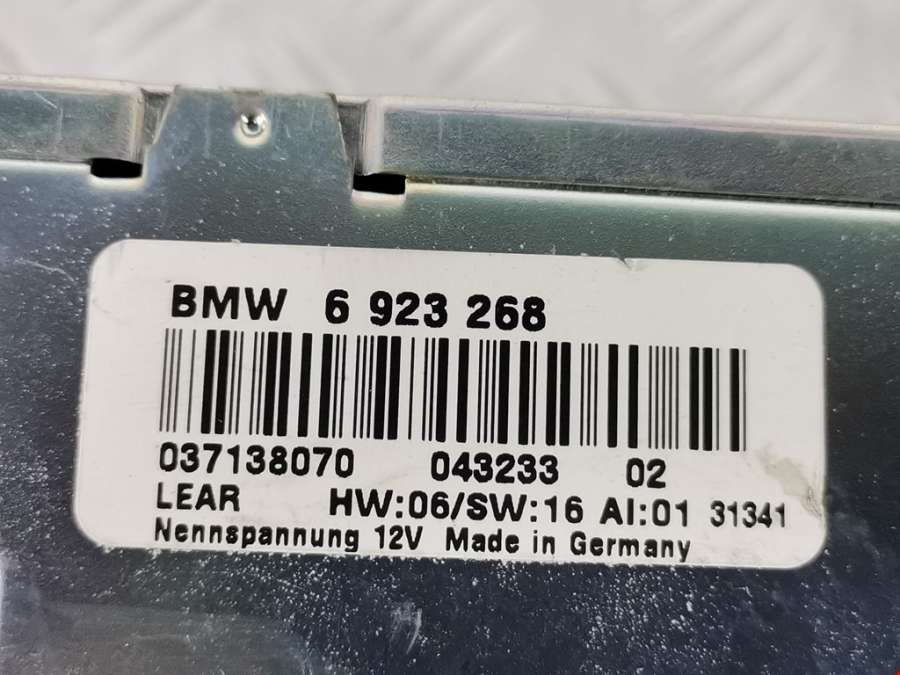 BMW 6 923 268
037138070 043233 02
LEAR HW:06/SW:16 AI:01 31341
Nennspannung 12V Made in Germany